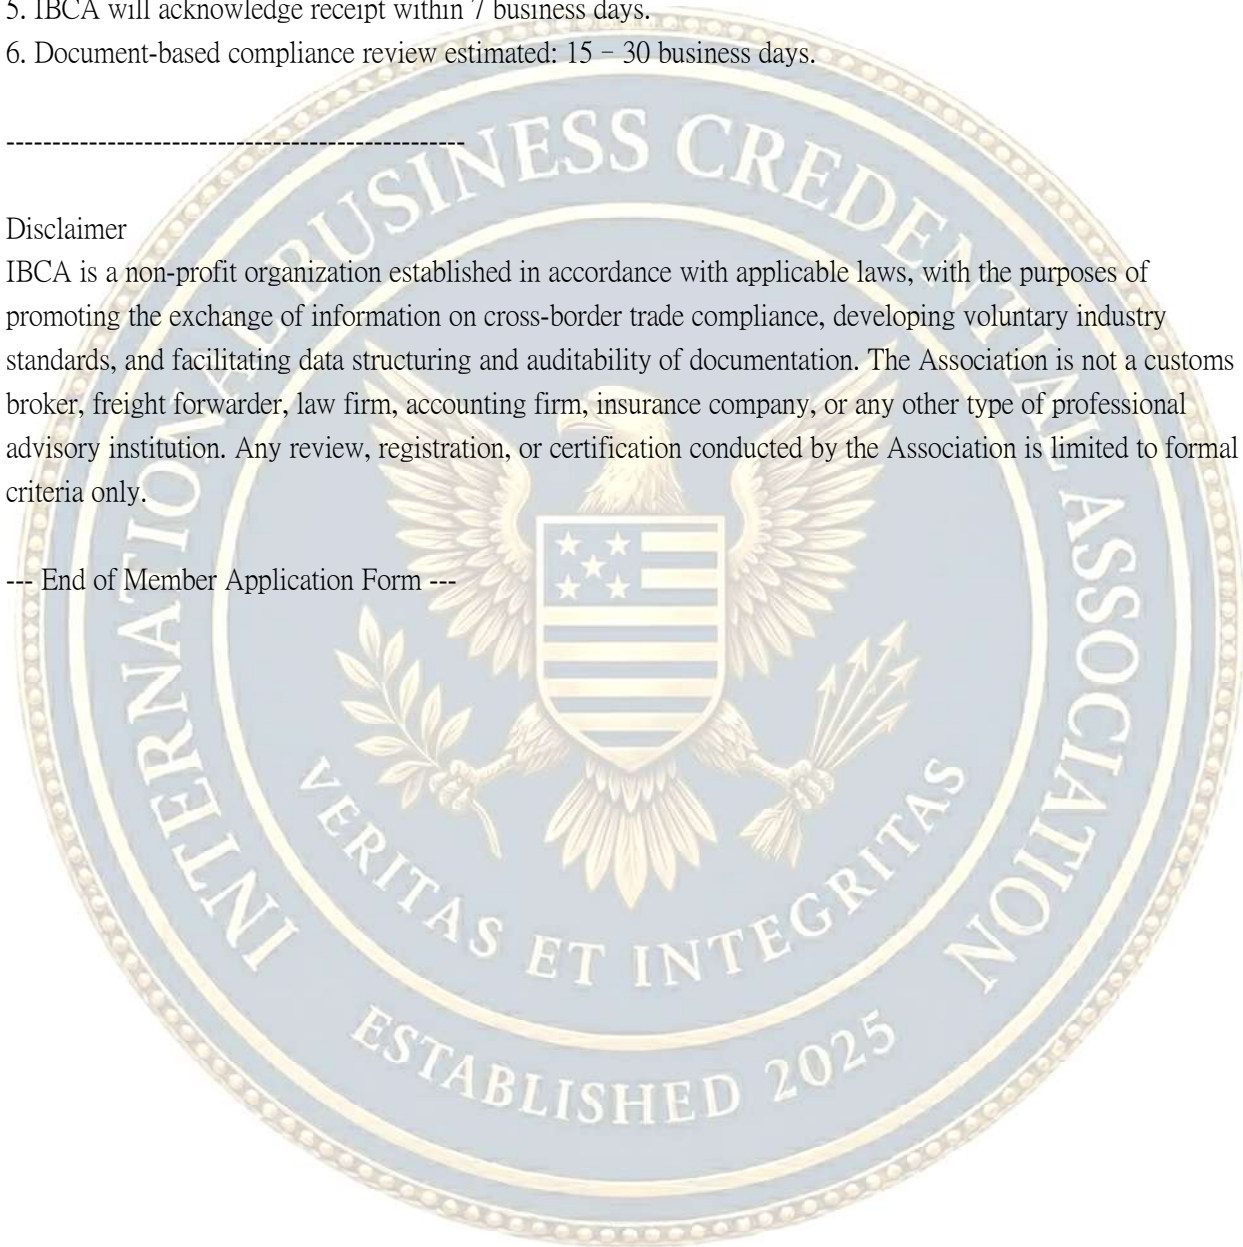 5. IBCA will acknowledge receipt within 7 business days.
6. Document-based compliance review estimated: 15 – 30 business days.
--------------------------------------------------
Disclaimer
IBCA is a non-profit organization established in accordance with applicable laws, with the purposes of
promoting the exchange of information on cross-border trade compliance, developing voluntary industry
standards, and facilitating data structuring and auditability of documentation. The Association is not a customs
broker, freight forwarder, law firm, accounting firm, insurance company, or any other type of professional
advisory institution. Any review, registration, or certification conducted by the Association is limited to formal
criteria only.
--- End of Member Application Form ---
INTERNATIONAL BUSINESS CREDENTIAL ASSOCIATION
VERITAS ET INTEGRITAS
ESTABLISHED 2025